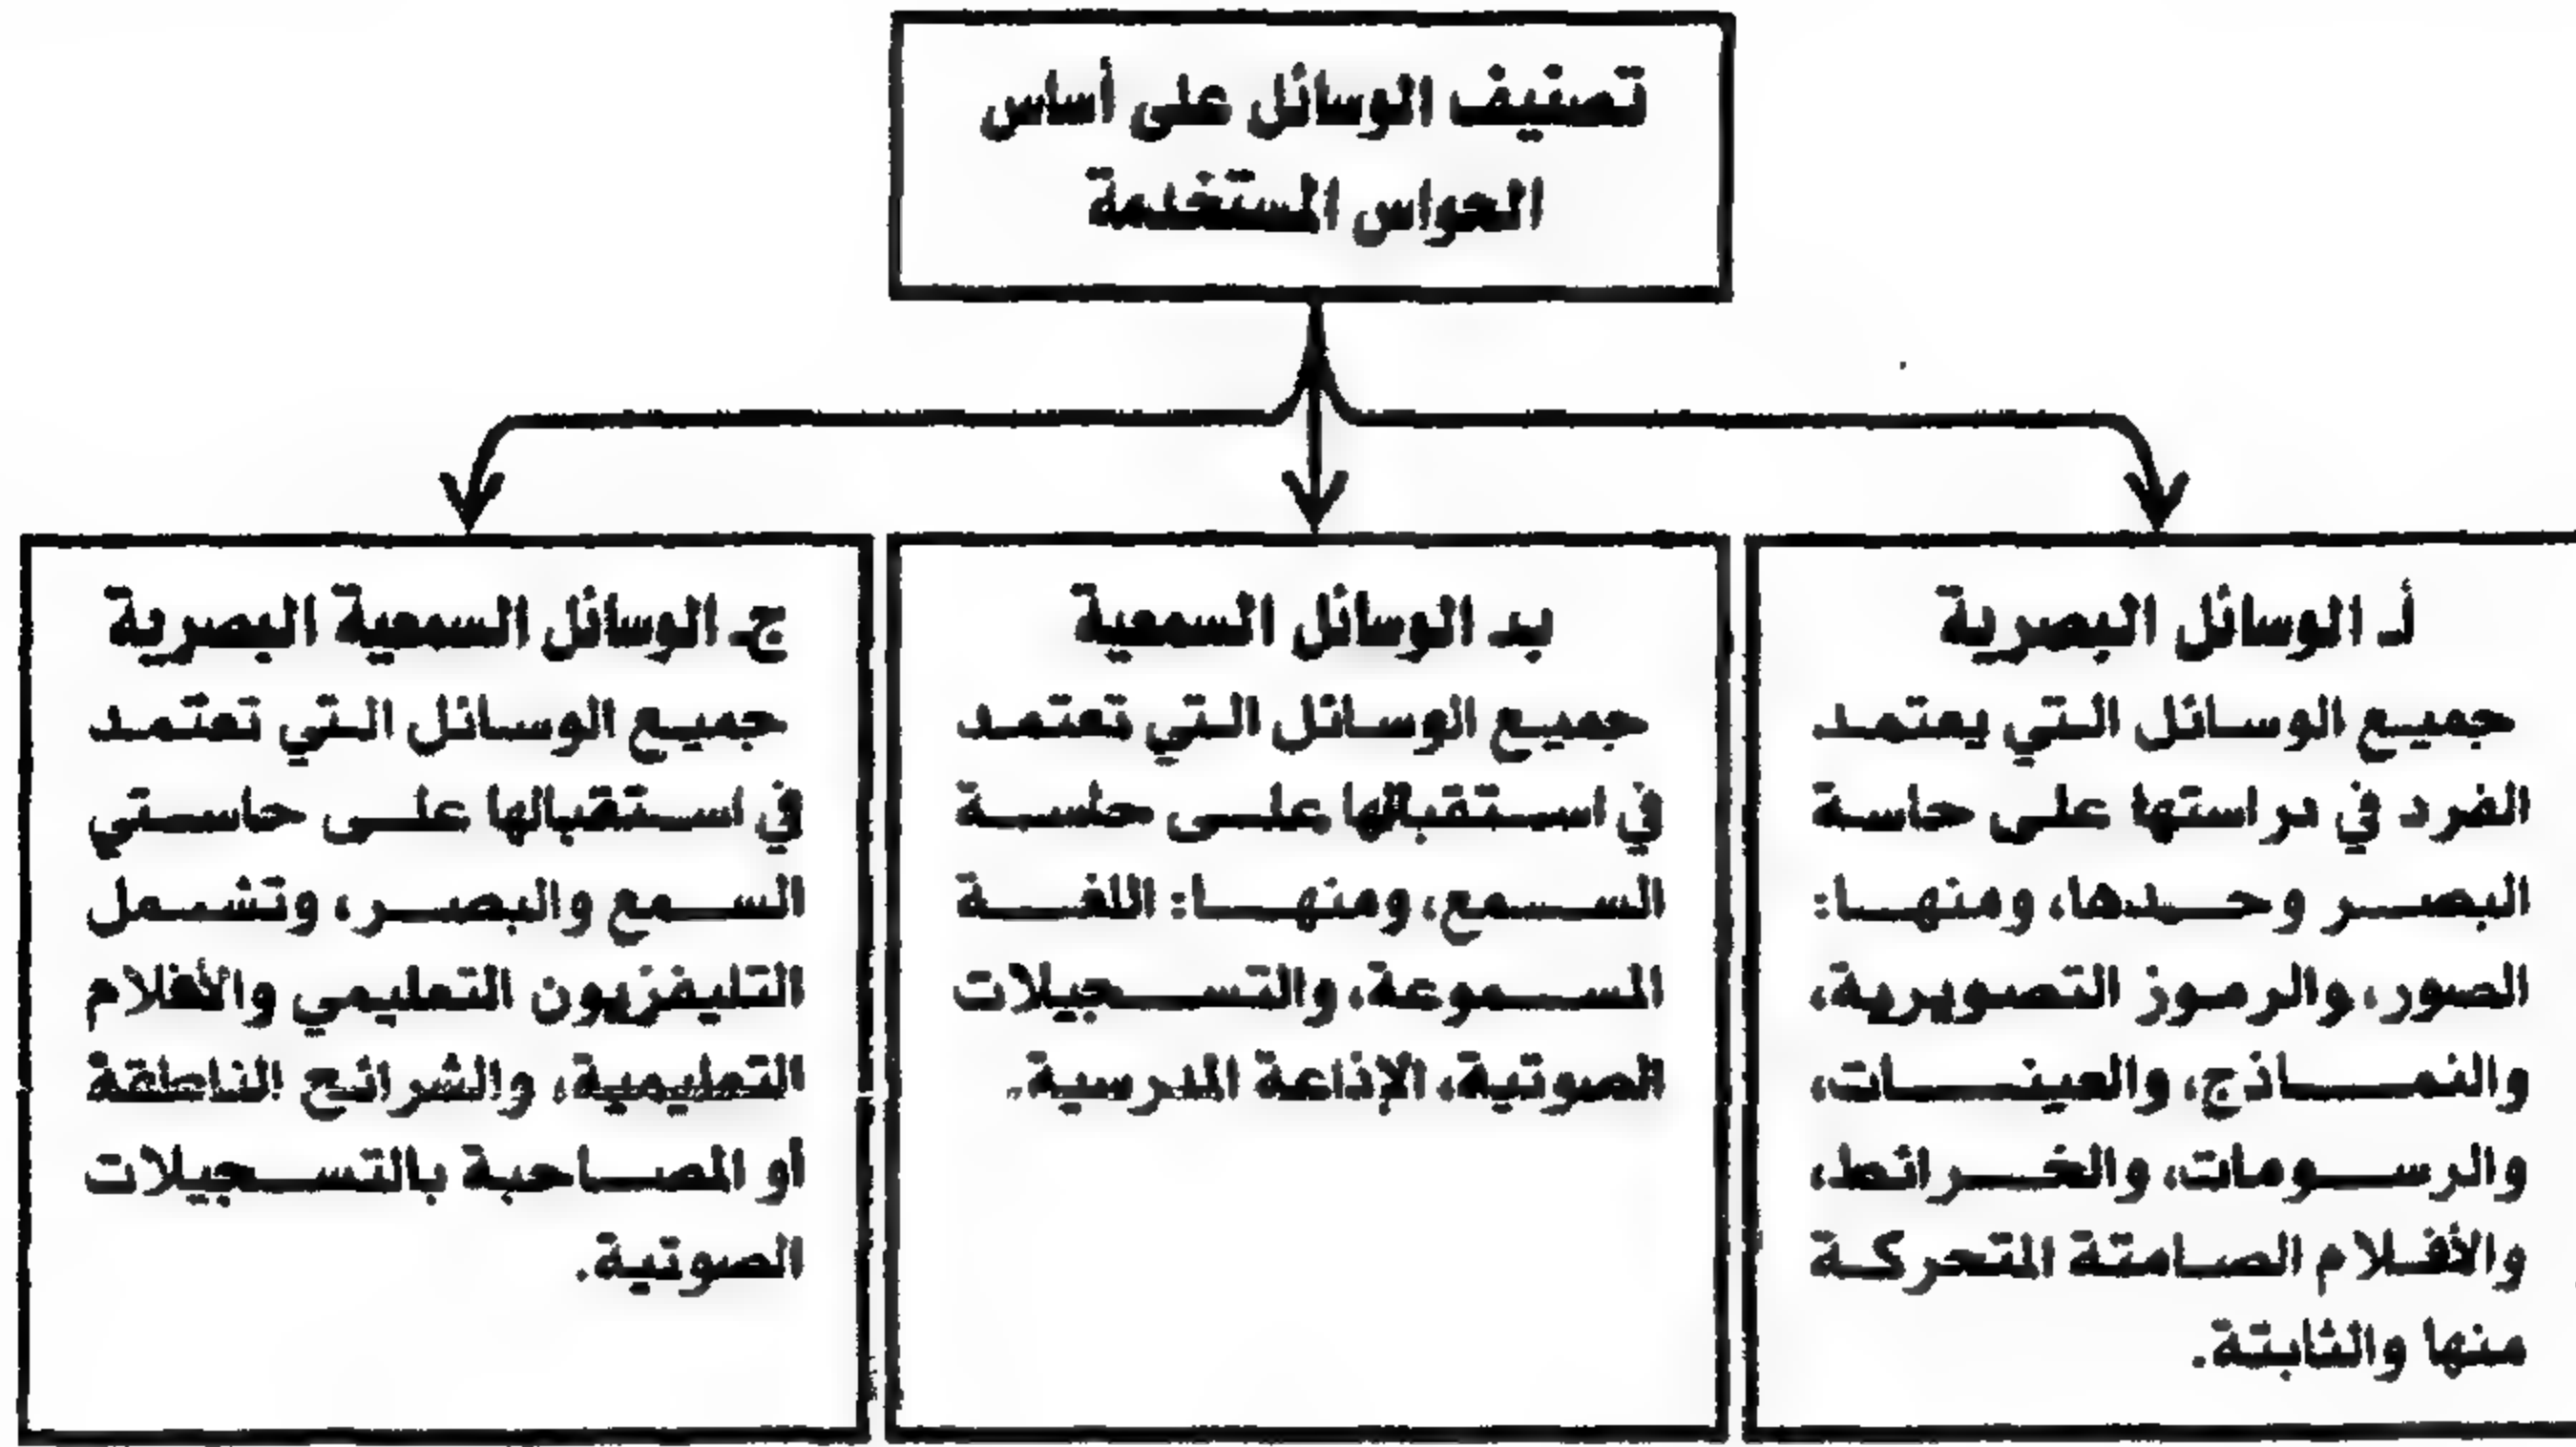 تصنيف الوسائل على أساس
الحواس المستخدمة
أـ الوسائل البصرية
جميع الوسائل التي يعتمد
الفرد في دراستها على حاسة
البصر وحدها، ومنها:
الصور، والرموز التصويرية،
والنماذج، والعينات،
والرسومات، والخرائط،
والأفلام الصامتة المتحركة
منها والثابتة.
بـ الوسائل السمعية
جميع الوسائل التي تعتمد
في استقبالها على حاسة
السمع، ومنها: اللغة
المسموعة، والتسجيلات
الصوتية، الإذاعة المدرسية.
جـ الوسائل السمعية البصرية
جميع الوسائل التي تعتمد
في استقبالها على حاستي
السمع والبصر، وتشمل
التليفزيون التعليمي والأفلام
التعليمية، والشرائح الناطقة
أو المصاحبة بالتسجيلات
الصوتية.